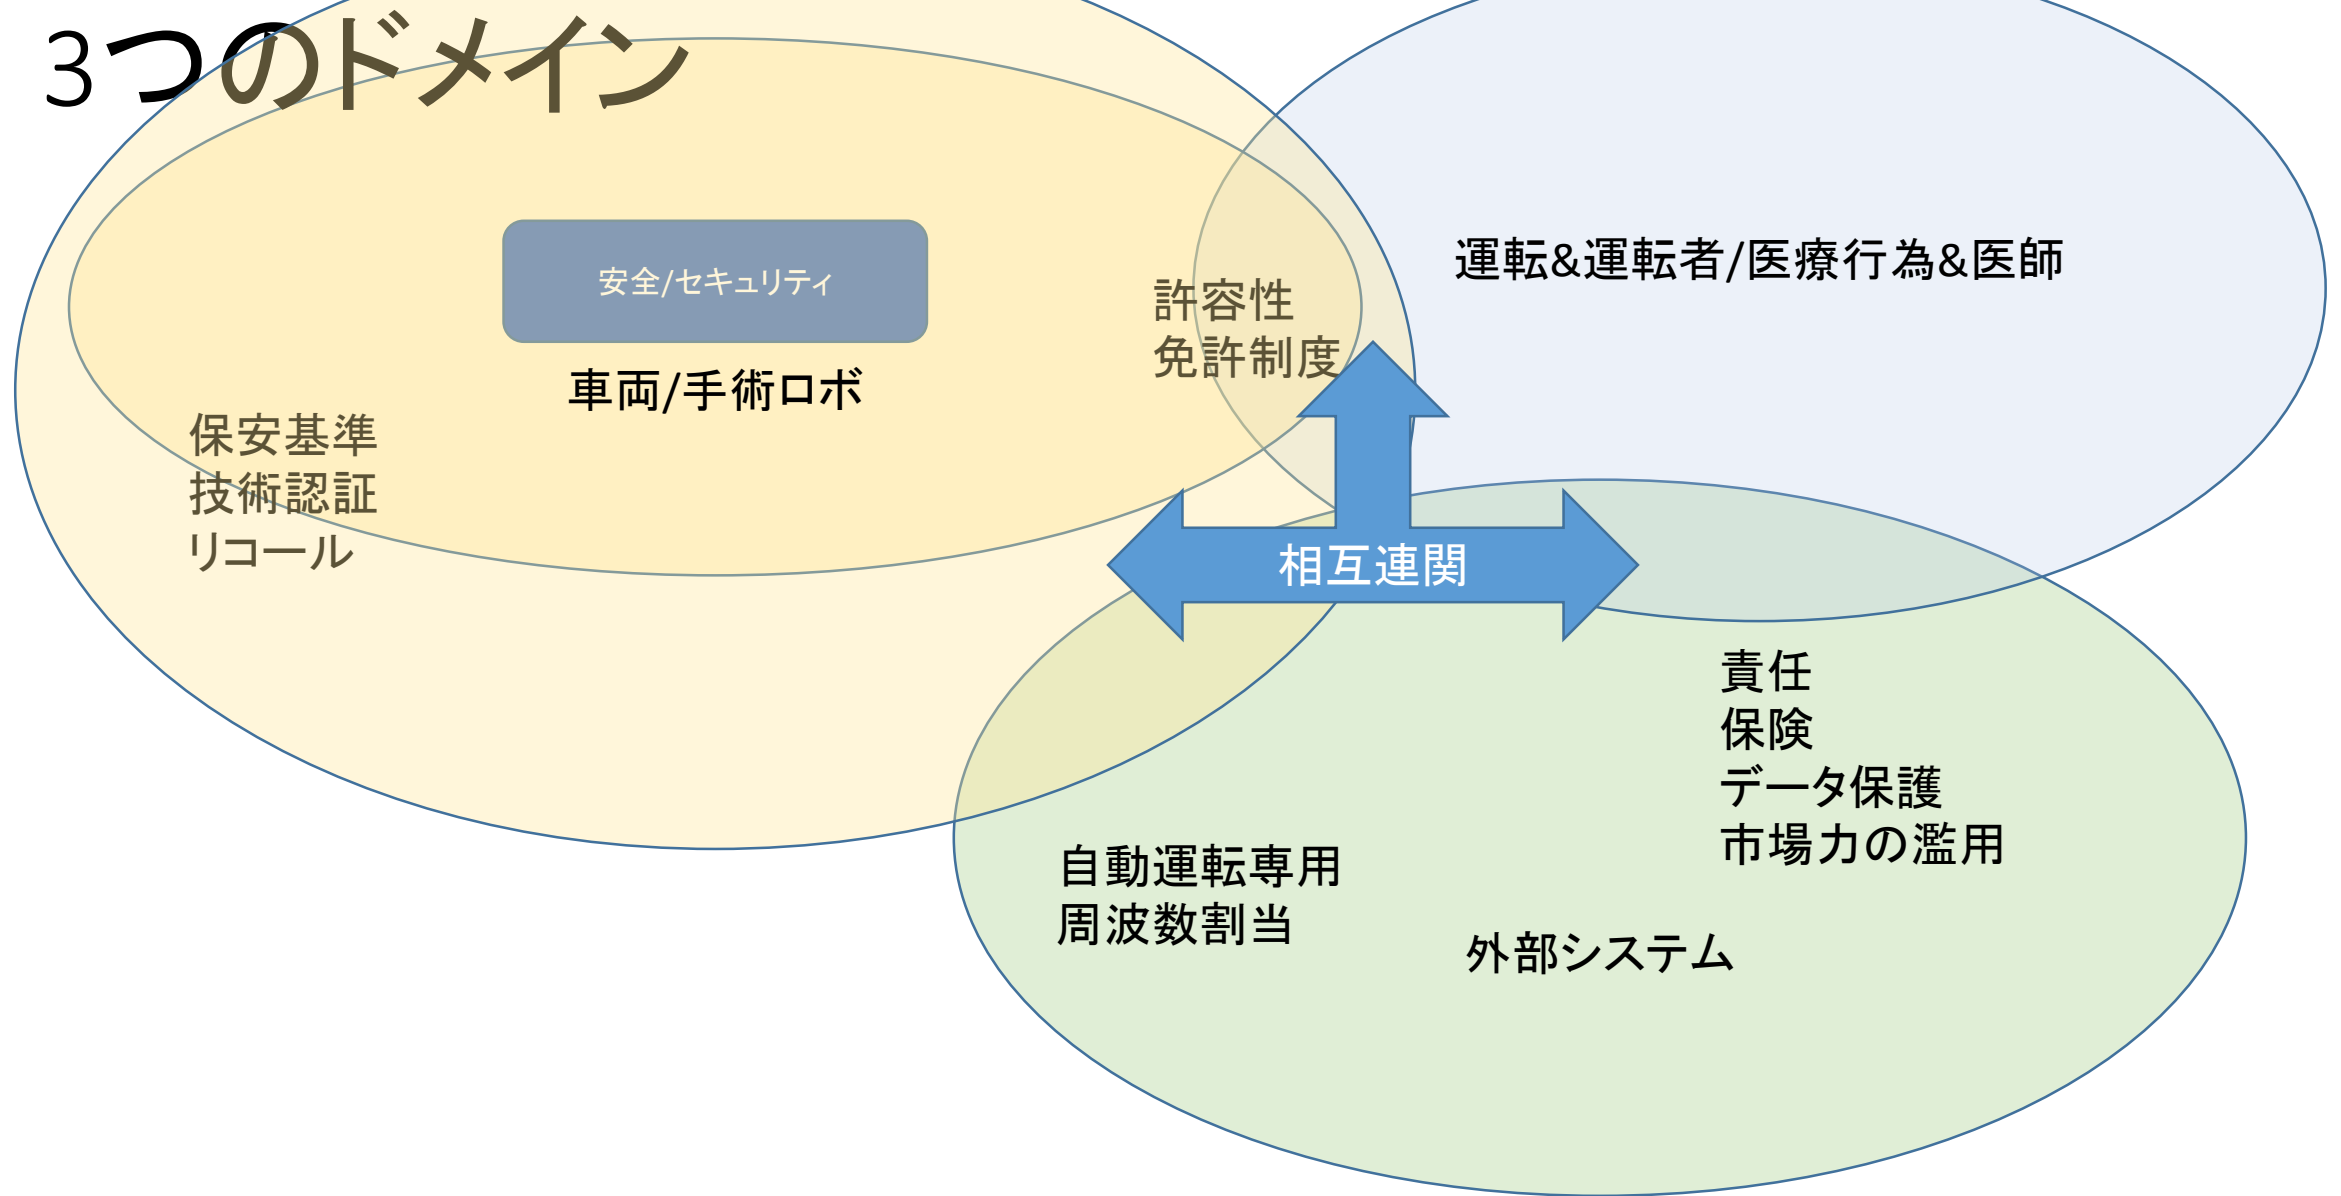 3つのドメイン
安全/セキュリティ
車両/手術ロボ
保安基準
技術認証
リコール
許容性
免許制度
運転&運転者/医療行為&医師
相互連関
責任
保険
データ保護
市場力の濫用
自動運転専用
周波数割当
外部システム